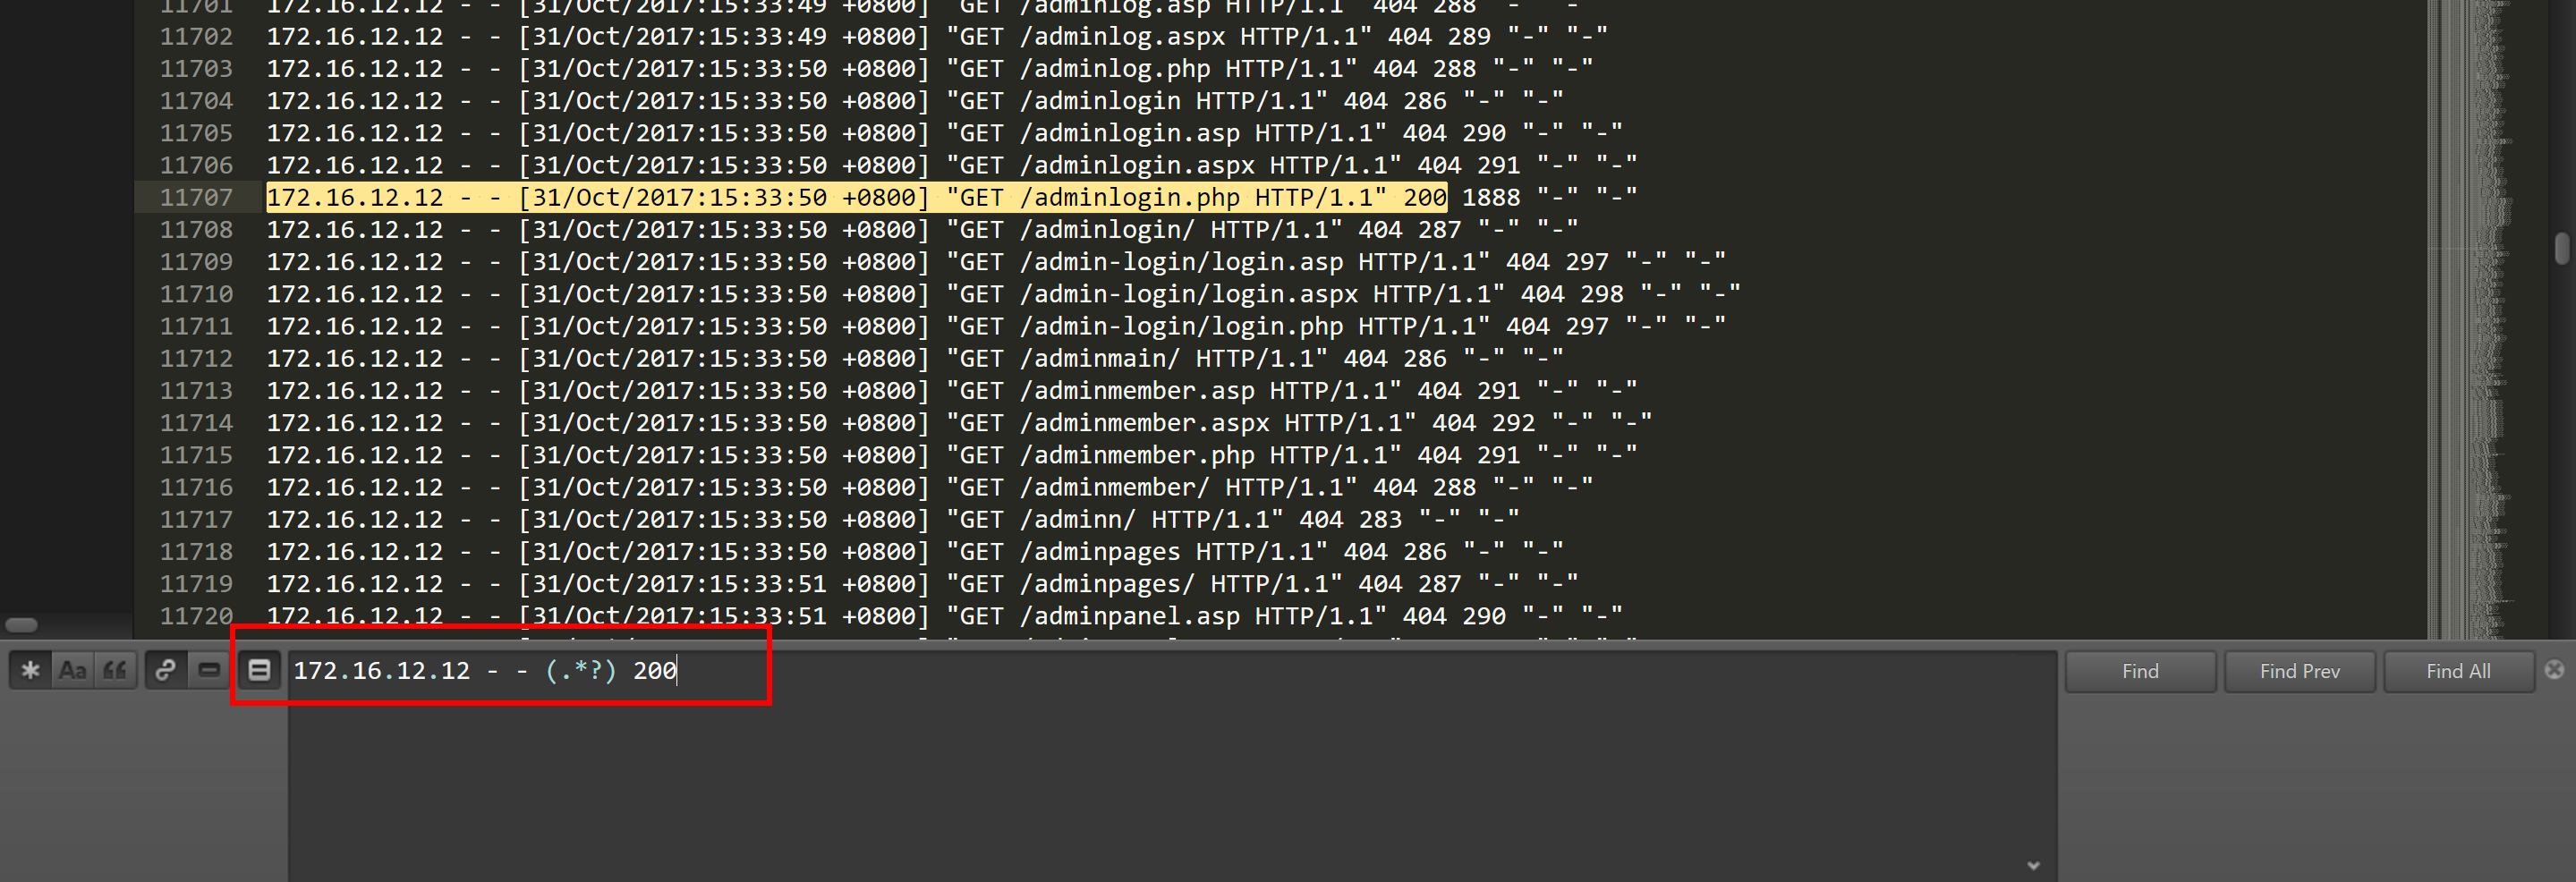 11701 172.16.12.12 - - [31/Oct/2017:15:33:49 +0800] "GET /adminlog.asp HTTP/1.1" 404 288 "-" "-"
11702 172.16.12.12 - - [31/Oct/2017:15:33:49 +0800] "GET /adminlog.aspx HTTP/1.1" 404 289 "-" "-"
11703 172.16.12.12 - - [31/Oct/2017:15:33:50 +0800] "GET /adminlog.php HTTP/1.1" 404 288 "-" "-"
11704 172.16.12.12 - - [31/Oct/2017:15:33:50 +0800] "GET /adminlogin HTTP/1.1" 404 286 "-" "-"
11705 172.16.12.12 - - [31/Oct/2017:15:33:50 +0800] "GET /adminlogin.asp HTTP/1.1" 404 290 "-" "-"
11706 172.16.12.12 - - [31/Oct/2017:15:33:50 +0800] "GET /adminlogin.aspx HTTP/1.1" 404 291 "-" "-"
11707 172.16.12.12 - - [31/Oct/2017:15:33:50 +0800] "GET /adminlogin.php HTTP/1.1" 200 1888 "-" "-"
11708 172.16.12.12 - - [31/Oct/2017:15:33:50 +0800] "GET /adminlogin/ HTTP/1.1" 404 287 "-" "-"
11709 172.16.12.12 - - [31/Oct/2017:15:33:50 +0800] "GET /admin-login/login.asp HTTP/1.1" 404 297 "-" "-"
11710 172.16.12.12 - - [31/Oct/2017:15:33:50 +0800] "GET /admin-login/login.aspx HTTP/1.1" 404 298 "-" "-"
11711 172.16.12.12 - - [31/Oct/2017:15:33:50 +0800] "GET /admin-login/login.php HTTP/1.1" 404 297 "-" "-"
11712 172.16.12.12 - - [31/Oct/2017:15:33:50 +0800] "GET /adminmain/ HTTP/1.1" 404 286 "-" "-"
11713 172.16.12.12 - - [31/Oct/2017:15:33:50 +0800] "GET /adminmember.asp HTTP/1.1" 404 291 "-" "-"
11714 172.16.12.12 - - [31/Oct/2017:15:33:50 +0800] "GET /adminmember.aspx HTTP/1.1" 404 292 "-" "-"
11715 172.16.12.12 - - [31/Oct/2017:15:33:50 +0800] "GET /adminmember.php HTTP/1.1" 404 291 "-" "-"
11716 172.16.12.12 - - [31/Oct/2017:15:33:50 +0800] "GET /adminmember/ HTTP/1.1" 404 288 "-" "-"
11717 172.16.12.12 - - [31/Oct/2017:15:33:50 +0800] "GET /adminn/ HTTP/1.1" 404 283 "-" "-"
11718 172.16.12.12 - - [31/Oct/2017:15:33:50 +0800] "GET /adminpages HTTP/1.1" 404 286 "-" "-"
11719 172.16.12.12 - - [31/Oct/2017:15:33:51 +0800] "GET /adminpages/ HTTP/1.1" 404 287 "-" "-"
11720 172.16.12.12 - - [31/Oct/2017:15:33:51 +0800] "GET /adminpanel.asp HTTP/1.1" 404 290 "-" "-"
Aa 172.16.12.12 - - (.*?) 200 Find Find Prev Find All